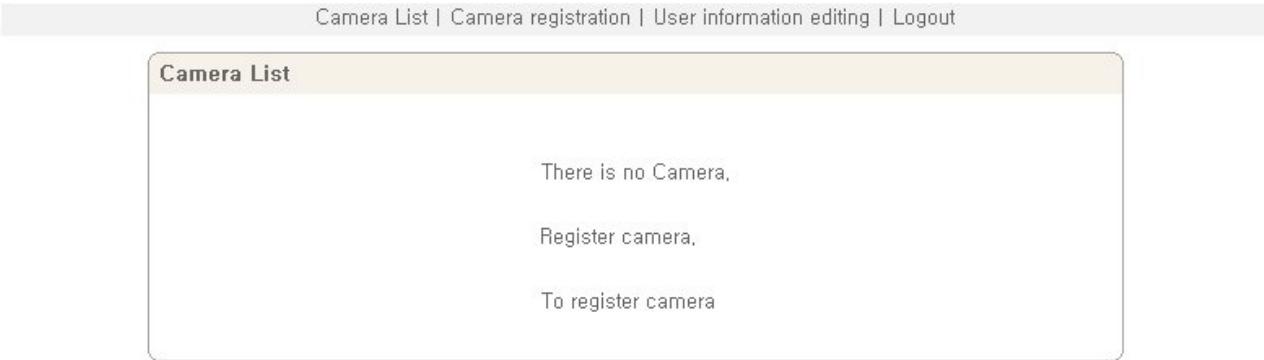 Camera List | Camera registration | User information editing | Logout
Camera List
There is no Camera,
Register camera,
To register camera